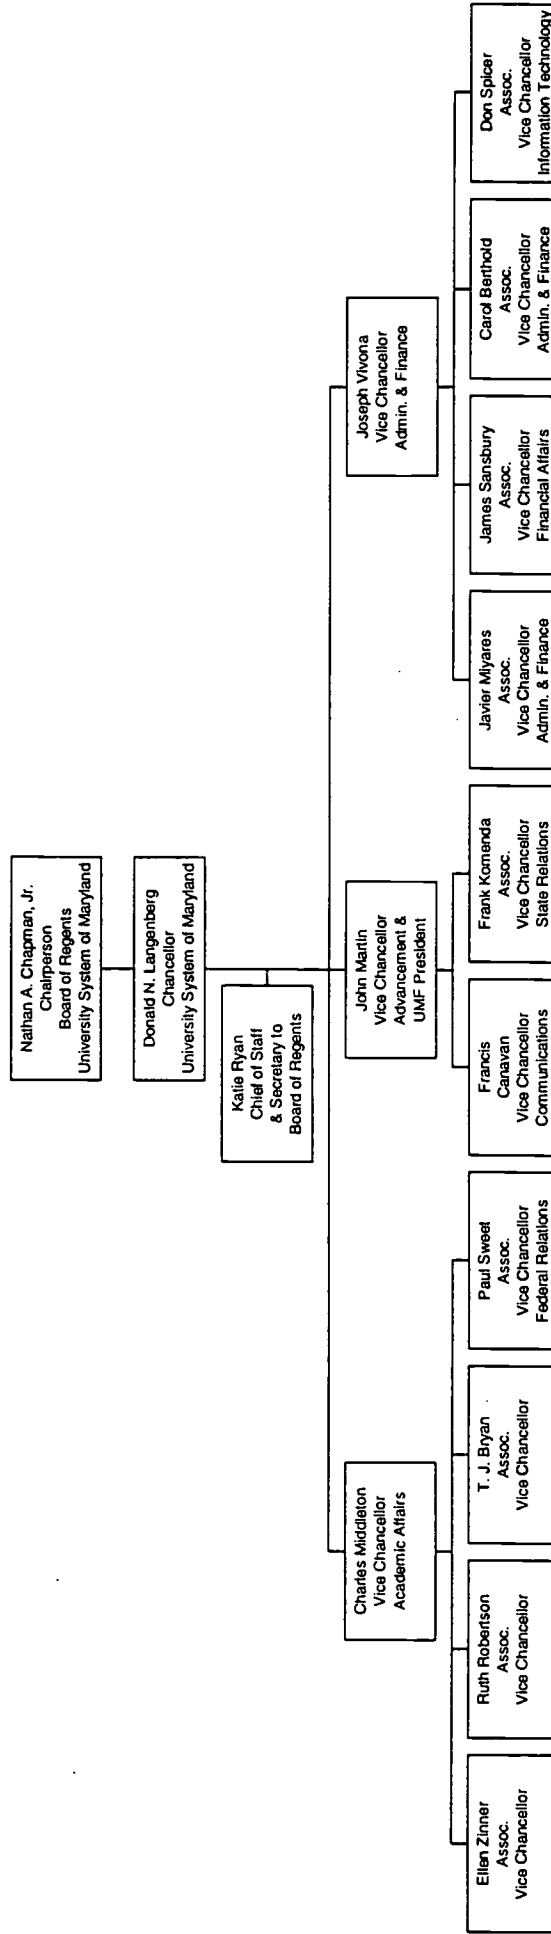 Nathan A. Chapman, Jr.
Chairperson
Board of Regents
University System of Maryland
Donald N. Langenberg
Chancellor
University System of Maryland
Katie Ryan
Chief of Staff
& Secretary to
Board of Regents
Charles Middleton
Vice Chancellor
Academic Affairs
John Martin
Vice Chancellor
Advancement &
UMF President
Joseph Vivona
Vice Chancellor
Admin. & Finance
Ellen Zinner
Assoc.
Vice Chancellor
Ruth Robertson
Assoc.
Vice Chancellor
T. J. Bryan
Assoc.
Vice Chancellor
Paul Sweet
Assoc.
Vice Chancellor
Federal Relations
Francis
Canavan
Vice Chancellor
Communications
Frank Komenda
Assoc.
Vice Chancellor
State Relations
Javier Miyares
Assoc.
Vice Chancellor
Admin. & Finance
James Sansbury
Assoc.
Vice Chancellor
Financial Affairs
Carol Berthold
Assoc.
Vice Chancellor
Admin. & Finance
Don Spicer
Assoc.
Vice Chancellor
Information Technology